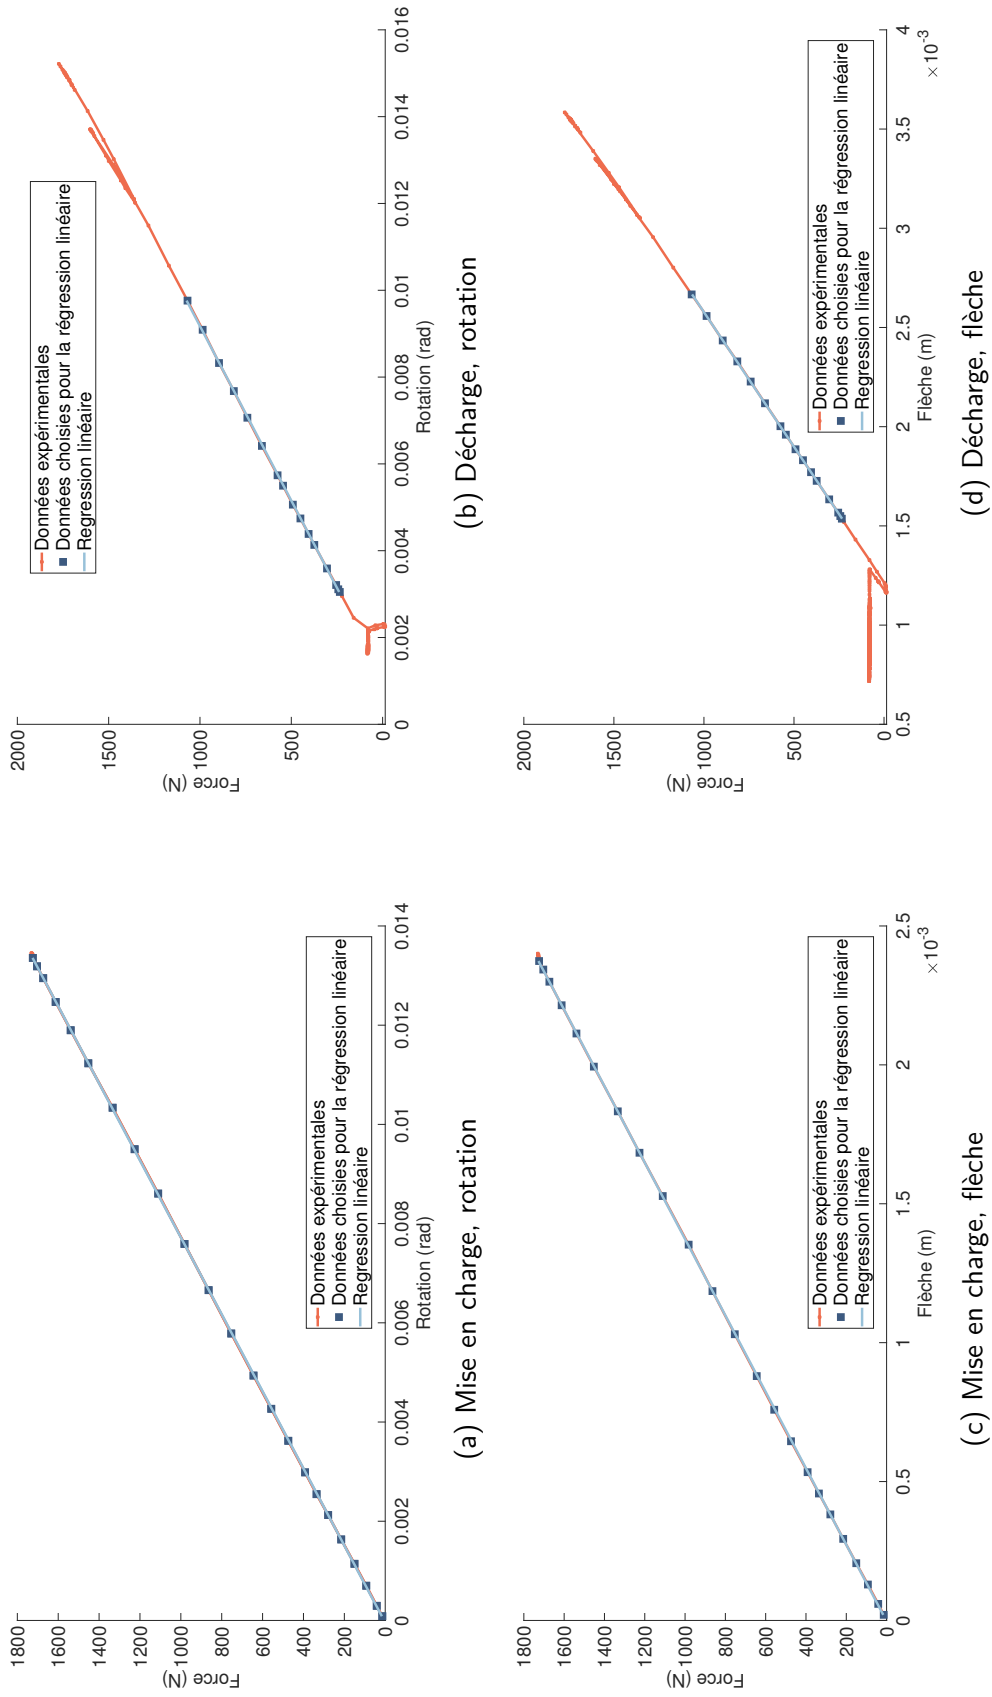 1800
1600
1400
1200
1000
800
600
400
200
0
Force (N)
0
0.002
0.004
0.006
0.008
0.01
0.012
0.014
Rotation (rad)
Données expérimentales
Données choisies pour la régression linéaire
Regression linéaire
(a) Mise en charge, rotation
2000
1500
1000
500
0
Force (N)
0
0.002
0.004
0.006
0.008
0.01
0.012
0.014
0.016
Rotation (rad)
Données expérimentales
Données choisies pour la régression linéaire
Regression linéaire
(b) Décharge, rotation
1800
1600
1400
1200
1000
800
600
400
200
0
Force (N)
0
0.5
1
1.5
2
2.5
×10⁻³
Flèche (m)
Données expérimentales
Données choisies pour la régression linéaire
Regression linéaire
(c) Mise en charge, flèche
2000
1500
1000
500
0
Force (N)
0.5
1
1.5
2
2.5
3
3.5
4
×10⁻³
Flèche (m)
Données expérimentales
Données choisies pour la régression linéaire
Regression linéaire
(d) Décharge, flèche